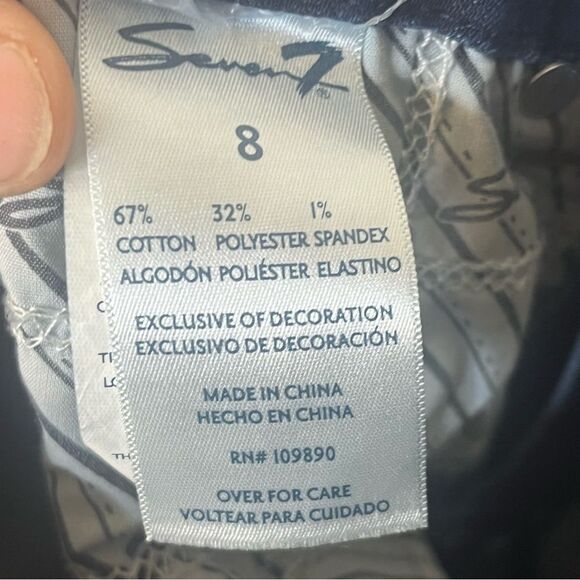 Seven7®
8
67% 32% 1%
COTTON POLYESTER SPANDEX
ALGODÓN POLIÉSTER ELASTINO
EXCLUSIVE OF DECORATION
EXCLUSIVO DE DECORACIÓN
MADE IN CHINA
HECHO EN CHINA
RN# 109890
OVER FOR CARE
VOLTEAR PARA CUIDADO